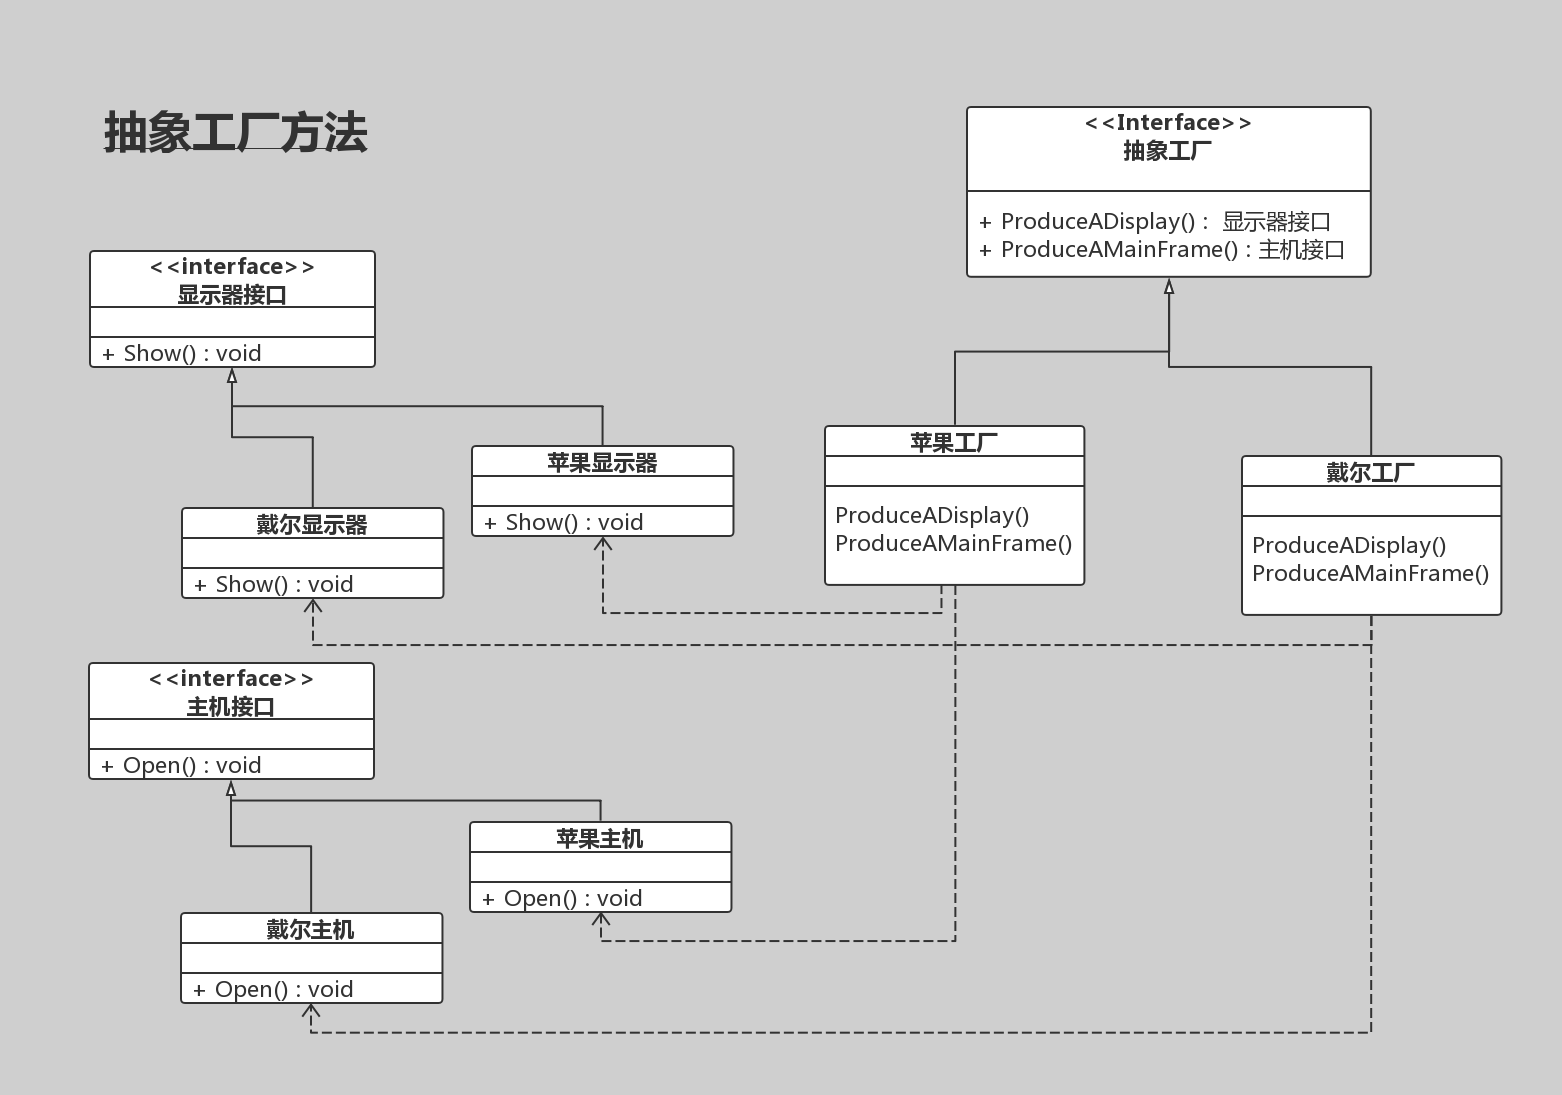 抽象工厂方法
<<Interface>>
抽象工厂
+ ProduceADisplay() : 显示器接口
+ ProduceAMainFrame() : 主机接口
<<interface>>
显示器接口
+ Show() : void
苹果工厂
ProduceADisplay()
ProduceAMainFrame()
苹果显示器
+ Show() : void
戴尔工厂
ProduceADisplay()
ProduceAMainFrame()
戴尔显示器
+ Show() : void
<<interface>>
主机接口
+ Open() : void
苹果主机
+ Open() : void
戴尔主机
+ Open() : void